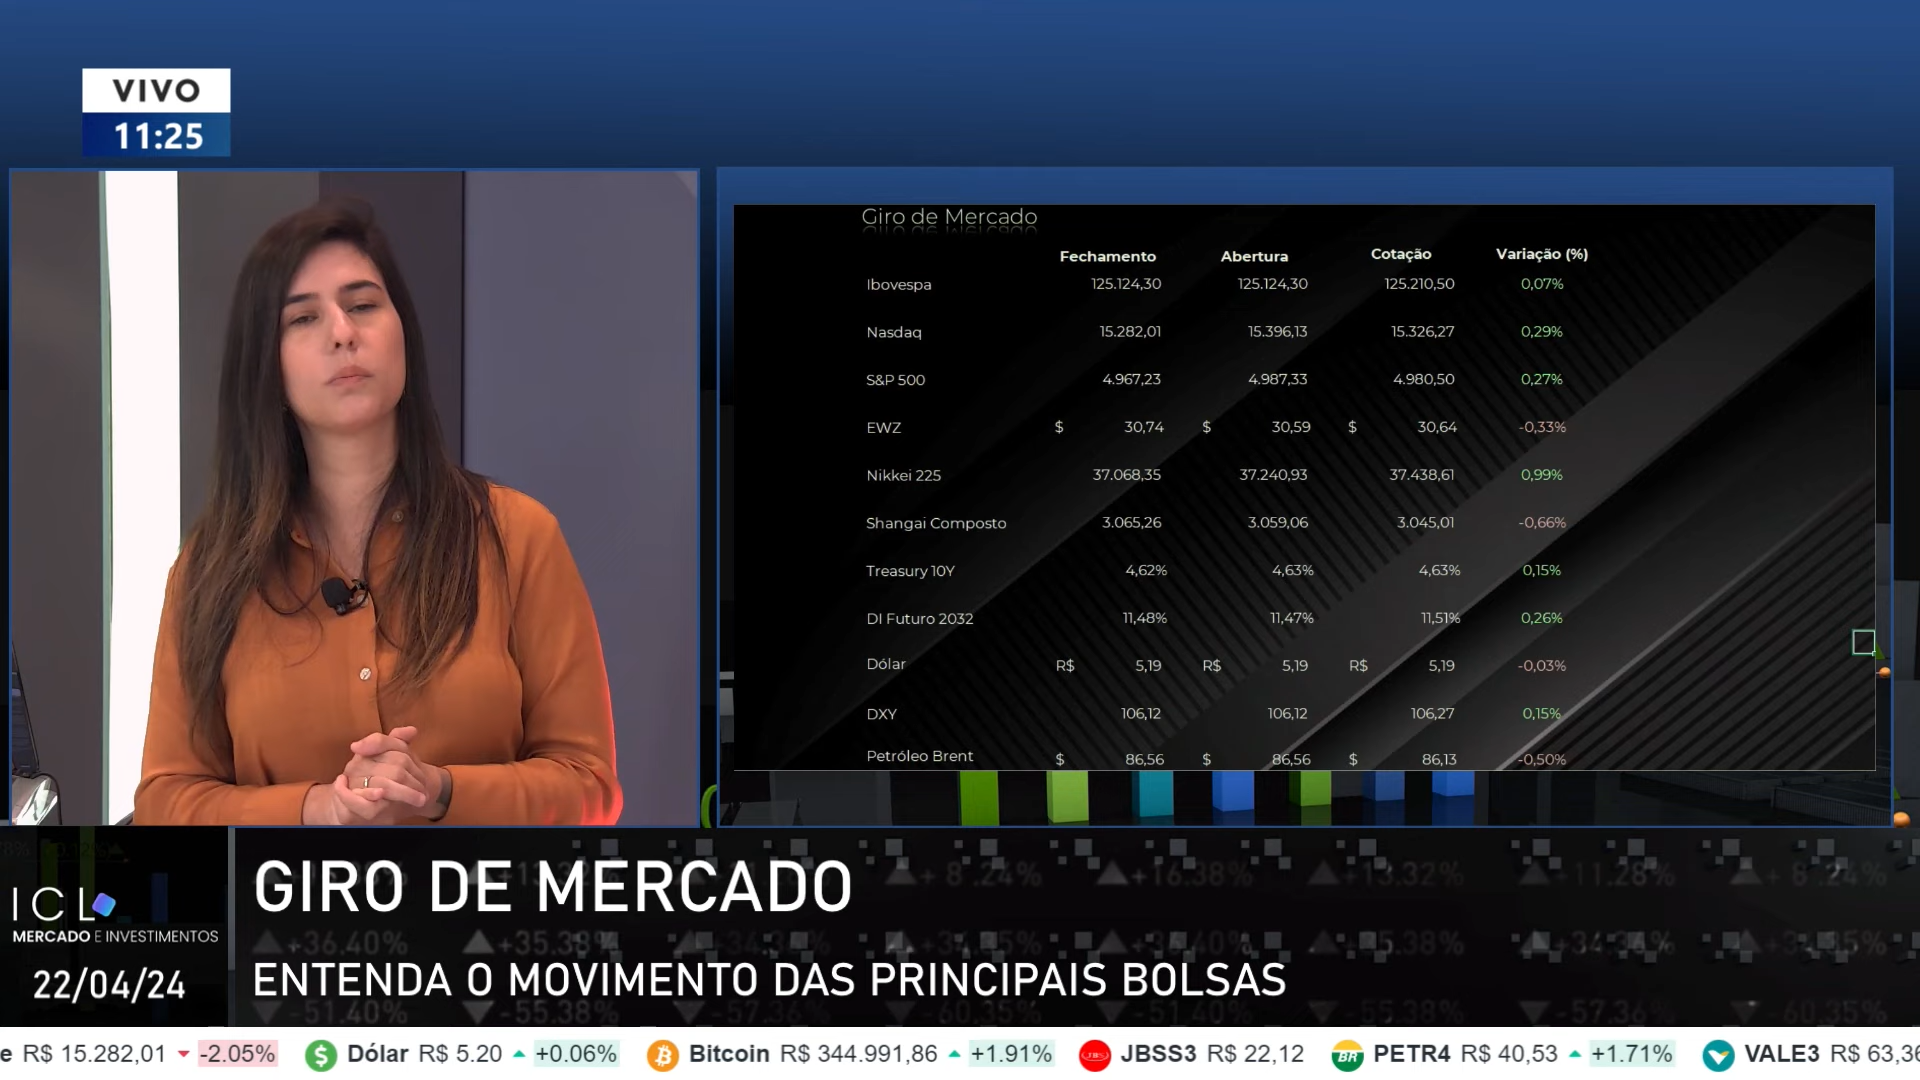 VIVO
11:25
Giro de Mercado
Fechamento Abertura Cotação Variação (%)
Ibovespa 125.124,30 125.124,30 125.210,50 0,07%
Nasdaq 15.282,01 15.396,13 15.326,27 0,29%
S&P 500 4.967,23 4.987,33 4.980,50 0,27%
EWZ $ 30,74 $ 30,59 $ 30,64 -0,33%
Nikkei 225 37.068,35 37.240,93 37.438,61 0,99%
Shangai Composto 3.065,26 3.059,06 3.045,01 -0,66%
Treasury 10Y 4,62% 4,63% 4,63% 0,15%
DI Futuro 2032 11,48% 11,47% 11,51% 0,26%
Dólar R$ 5,19 R$ 5,19 R$ 5,19 -0,03%
DXY 106,12 106,12 106,27 0,15%
Petróleo Brent $ 86,56 $ 86,56 $ 86,13 -0,50%
GIRO DE MERCADO
ENTENDA O MOVIMENTO DAS PRINCIPAIS BOLSAS
ICL
MERCADO E INVESTIMENTOS
22/04/24
e R$ 15.282,01 -2.05% $ Dólar R$ 5.20 +0.06% Bitcoin R$ 344.991,86 +1.91% JBS JBSS3 R$ 22,12 BR PETR4 R$ 40,53 +1.71% VALE3 R$ 63,36